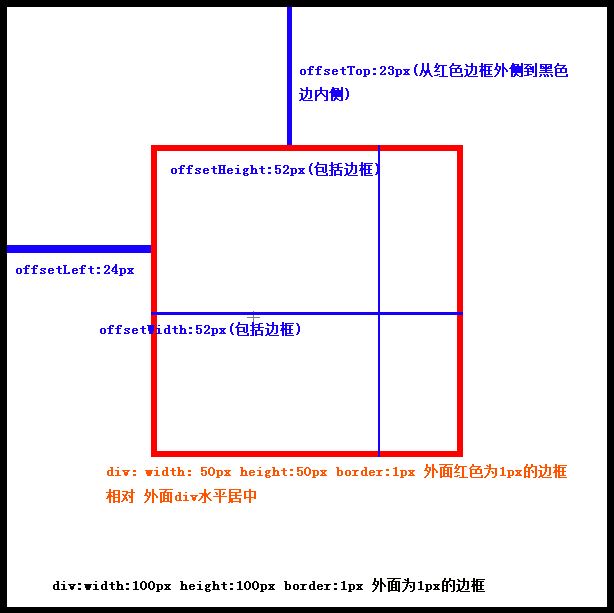 offsetTop:23px(从红色边框外侧到黑色
边内侧)
offsetHeight:52px(包括边框)
offsetLeft:24px
offsetWidth:52px(包括边框)
div: width: 50px height:50px border:1px 外面红色为1px的边框
相对 外面div水平居中
div:width:100px height:100px border:1px 外面为1px的边框